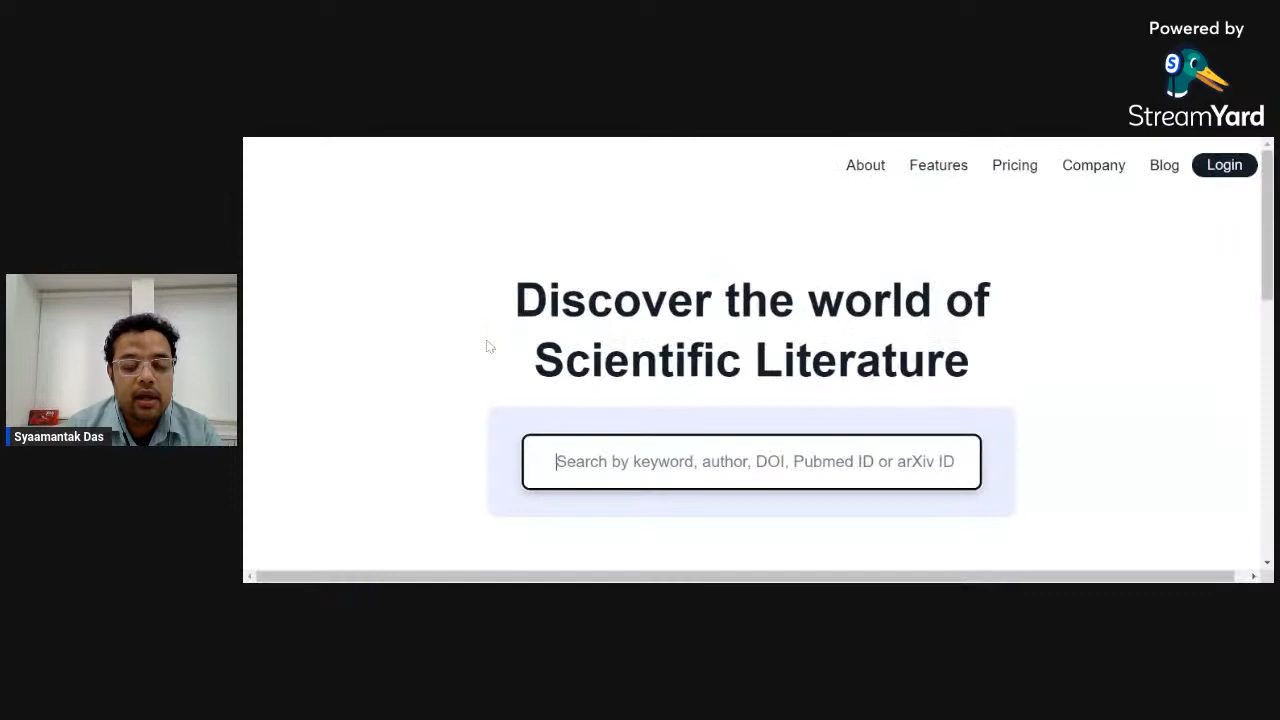 Powered by
S
StreamYard
About Features Pricing Company Blog Login
Discover the world of
Scientific Literature
Search by keyword, author, DOI, Pubmed ID or arXiv ID
Syaamantak Das